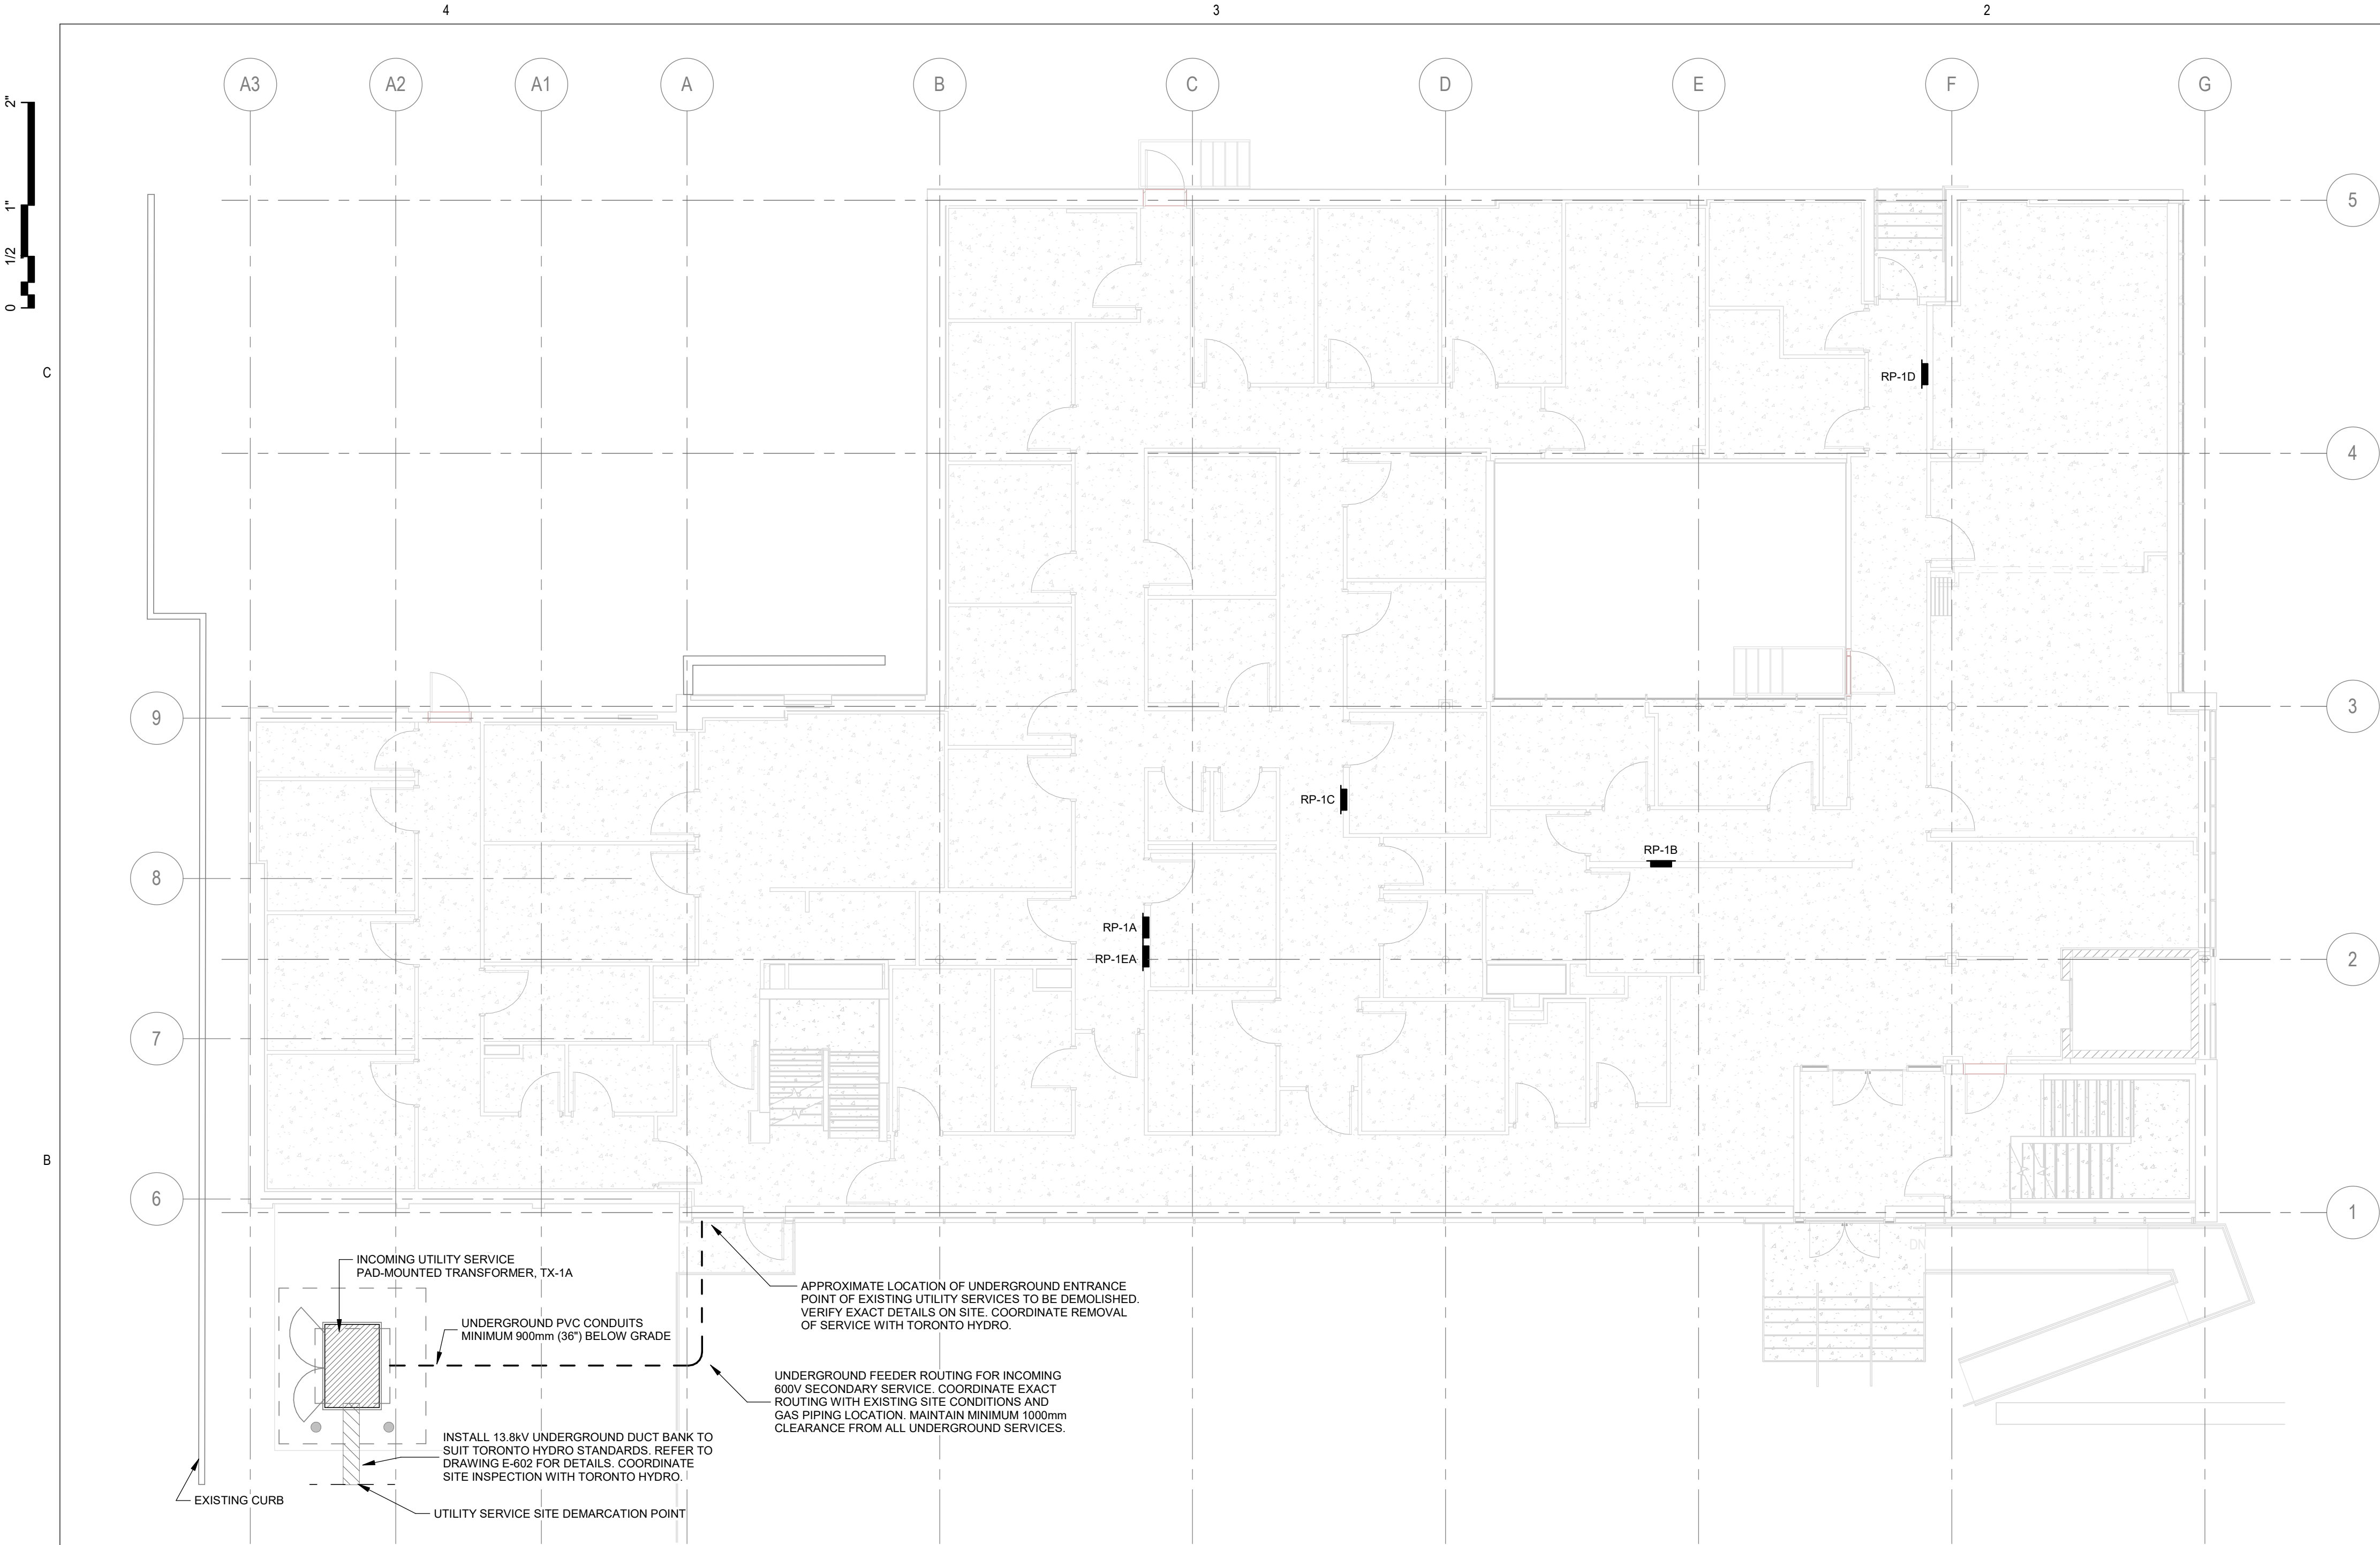 4
3
2
A3
A2
A1
A
B
C
D
E
F
G
2"
1"
1/2
0
5
C
RP-1D
4
9
3
RP-1C
RP-1B
8
RP-1A
RP-1EA
2
7
B
6
1
DN
INCOMING UTILITY SERVICE
PAD-MOUNTED TRANSFORMER, TX-1A
APPROXIMATE LOCATION OF UNDERGROUND ENTRANCE
POINT OF EXISTING UTILITY SERVICES TO BE DEMOLISHED.
VERIFY EXACT DETAILS ON SITE. COORDINATE REMOVAL
OF SERVICE WITH TORONTO HYDRO.
UNDERGROUND PVC CONDUITS
MINIMUM 900mm (36") BELOW GRADE
UNDERGROUND FEEDER ROUTING FOR INCOMING
600V SECONDARY SERVICE. COORDINATE EXACT
ROUTING WITH EXISTING SITE CONDITIONS AND
GAS PIPING LOCATION. MAINTAIN MINIMUM 1000mm
CLEARANCE FROM ALL UNDERGROUND SERVICES.
INSTALL 13.8kV UNDERGROUND DUCT BANK TO
SUIT TORONTO HYDRO STANDARDS. REFER TO
DRAWING E-602 FOR DETAILS. COORDINATE
SITE INSPECTION WITH TORONTO HYDRO.
EXISTING CURB
UTILITY SERVICE SITE DEMARCATION POINT